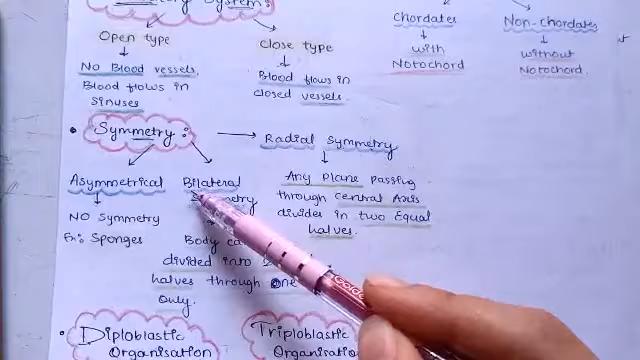 System:
Open type
Close type
No Blood vessels.
Blood flows in
sinuses
Blood flows in
closed vessels.
Chordates
with
Notochord
Non-Chordates
without
Notochord.
Symmetry :
Radial symmetry
Asymmetrical
NO Symmetry
Ex: Sponges
Bilateral
Body
divided into
halves through One
Only.
Any plane passing
through central Axis
divides in two Equal
halves.
Diploblastic
Organisation
Triploblastic
Organisation